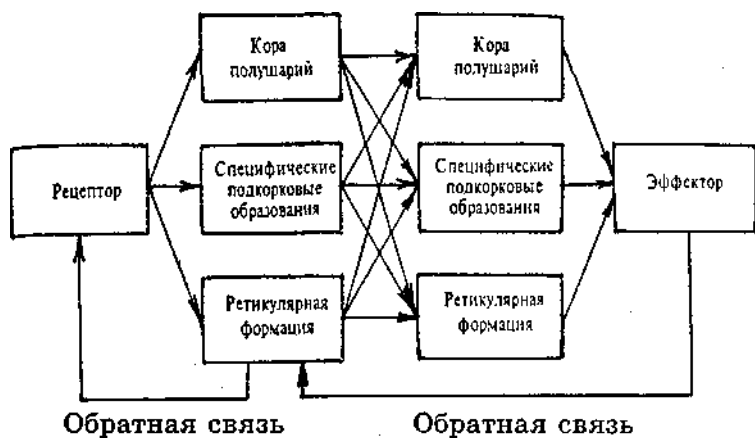 Кора
полушарий
Кора
полушарий
Рецептор
Специфические
подкорковые
образования
Специфические
подкорковые
образования
Эффектор
Ретикулярная
формация
Ретикулярная
формация
Обратная связь
Обратная связь